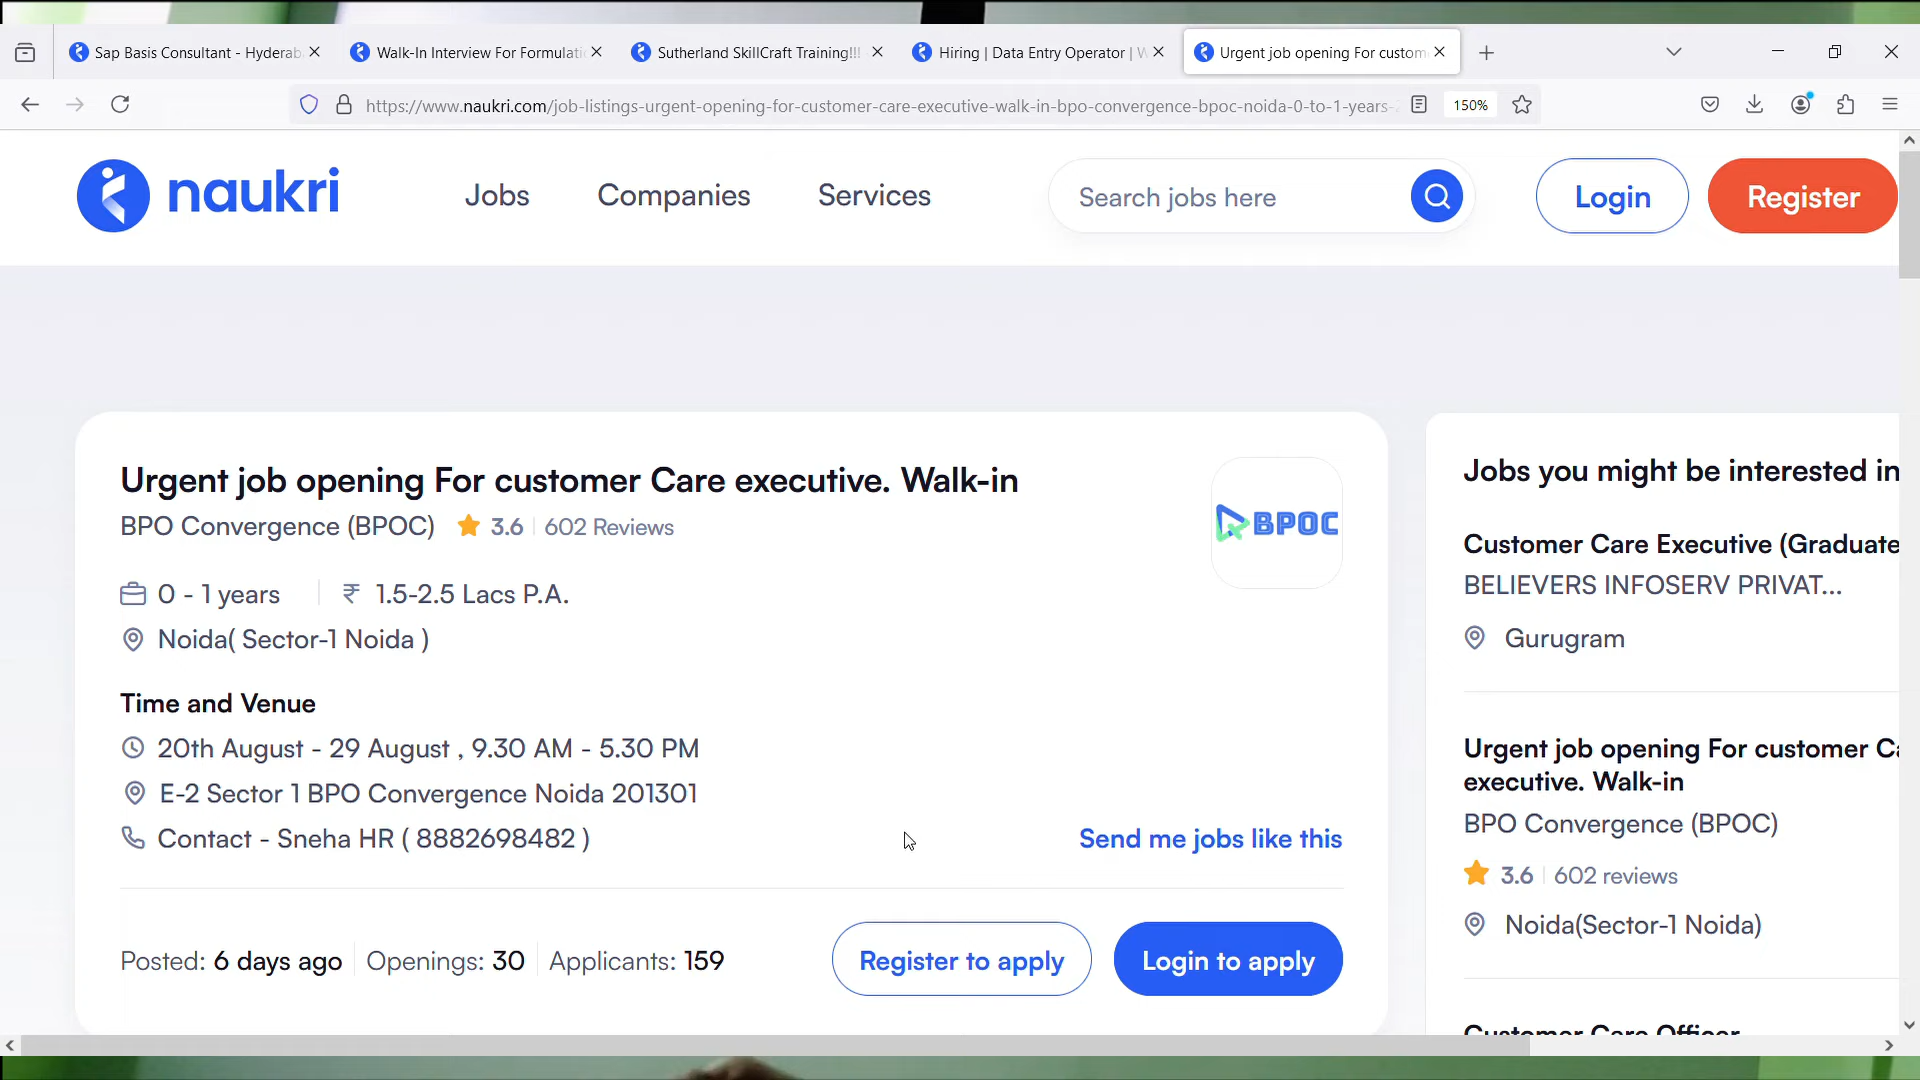 Sap Basis Consultant - Hyderab
Walk-In Interview For Formulati
Sutherland SkillCraft Training!!!
Hiring | Data Entry Operator | W
Urgent job opening For custom
https://www.naukri.com/job-listings-urgent-opening-for-customer-care-executive-walk-in-bpo-convergence-bpoc-noida-0-to-1-years-
150%
naukri
Jobs
Companies
Services
Search jobs here
Login
Register
Urgent job opening For customer Care executive. Walk-in
BPO Convergence (BPOC) 3.6 602 Reviews
BPOC
0 - 1 years ₹ 1.5-2.5 Lacs P.A.
Noida( Sector-1 Noida )
Time and Venue
20th August - 29 August , 9.30 AM - 5.30 PM
E-2 Sector 1 BPO Convergence Noida 201301
Contact - Sneha HR ( 8882698482 )
Send me jobs like this
Posted: 6 days ago Openings: 30 Applicants: 159
Register to apply
Login to apply
Jobs you might be interested in
Customer Care Executive (Graduate
BELIEVERS INFOSERV PRIVAT...
Gurugram
Urgent job opening For customer Ca
executive. Walk-in
BPO Convergence (BPOC)
3.6 602 reviews
Noida(Sector-1 Noida)
Customer Care Officer